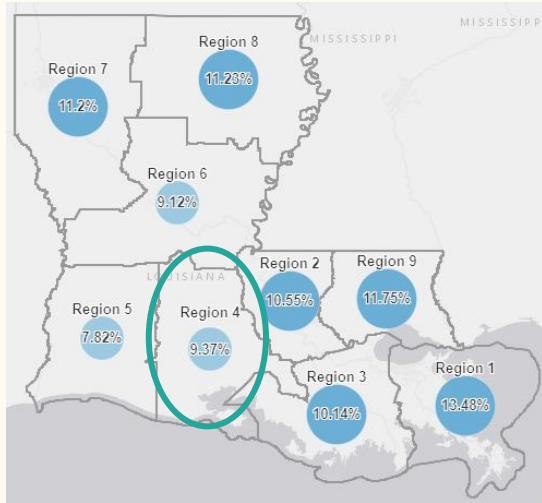 MISSISSIPPI
MISSISSIPPI
Region 8
11.23%
Region 7
11.2%
Region 6
9.12%
LOUISIANA
Region 2
10.55%
Region 9
11.75%
Region 5
7.82%
Region 4
9.37%
Region 3
10.14%
Region 1
13.48%